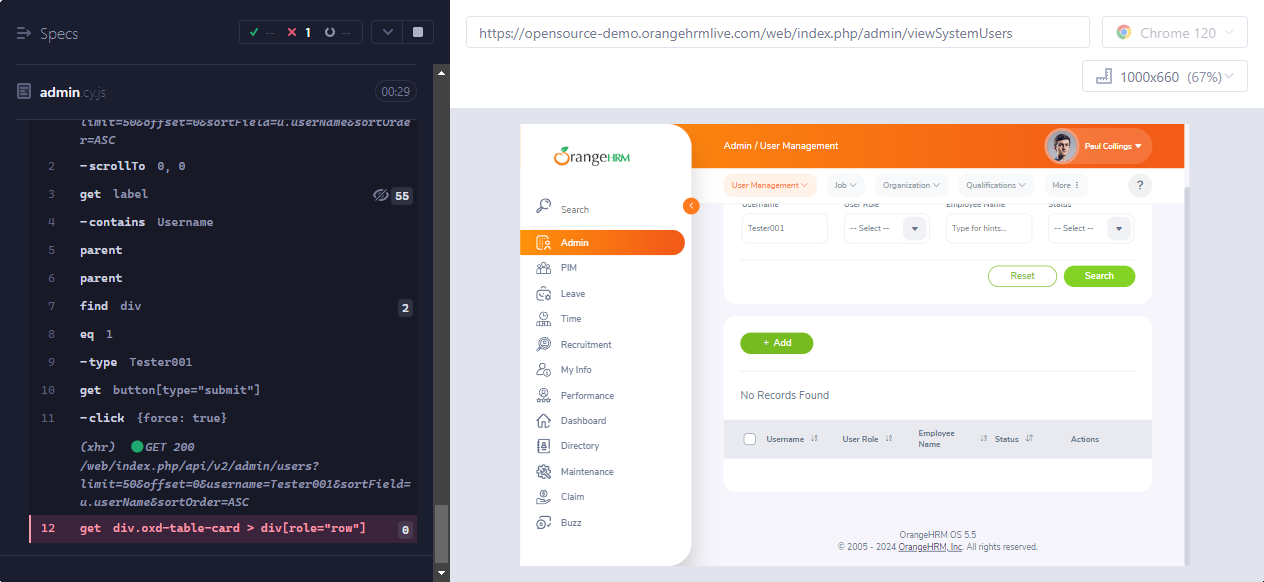 Specs
-- 1 --
admin.cy.js 00:29
limit=50&offset=0&sortField=u.userName&sortOrde
r=ASC
2 -scrollTo 0, 0
3 get label 55
4 -contains Username
5 parent
6 parent
7 find div 2
8 eq 1
9 -type Tester001
10 get button[type="submit"]
11 -click {force: true}
(xhr) GET 200
/web/index.php/api/v2/admin/users?
limit=50&offset=0&username=Tester001&sortField=
u.userName&sortOrder=ASC
12 get div.oxd-table-card > div[role="row"] 0
https://opensource-demo.orangehrmlive.com/web/index.php/admin/viewSystemUsers
Chrome 120
1000x660 (67%)
OrangeHRM
Search
Admin
PIM
Leave
Time
Recruitment
My Info
Performance
Dashboard
Directory
Maintenance
Claim
Buzz
Admin / User Management
Paul Collings
User Management Job Organization Qualifications More ?
Username User Role Employee Name Status
Tester001 -- Select -- Type for hints... -- Select --
Reset Search
+ Add
No Records Found
Username User Role Employee Name Status Actions
OrangeHRM OS 5.5
© 2005 - 2024 OrangeHRM, Inc. All rights reserved.